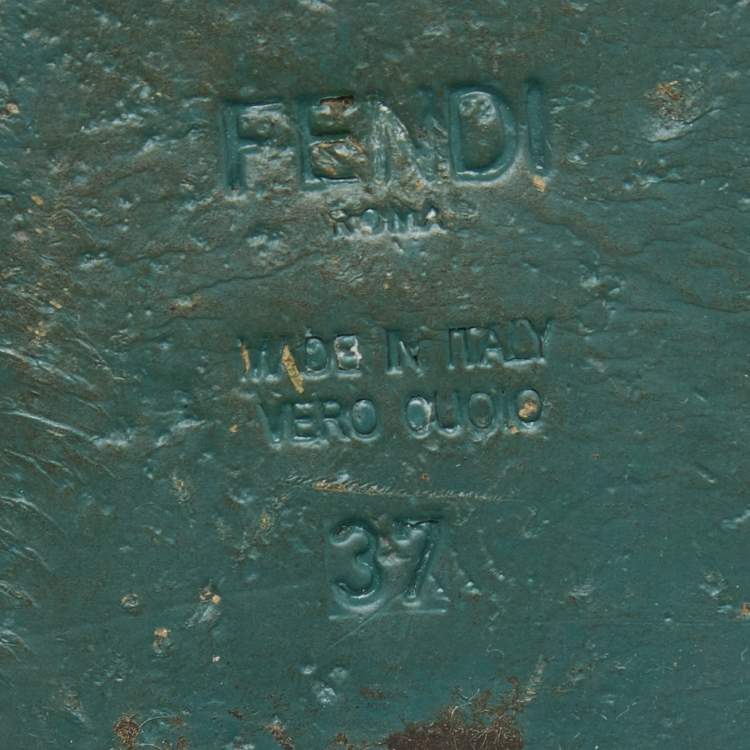 FENDI
ROMA
MADE IN ITALY
VERO CUOIO
37